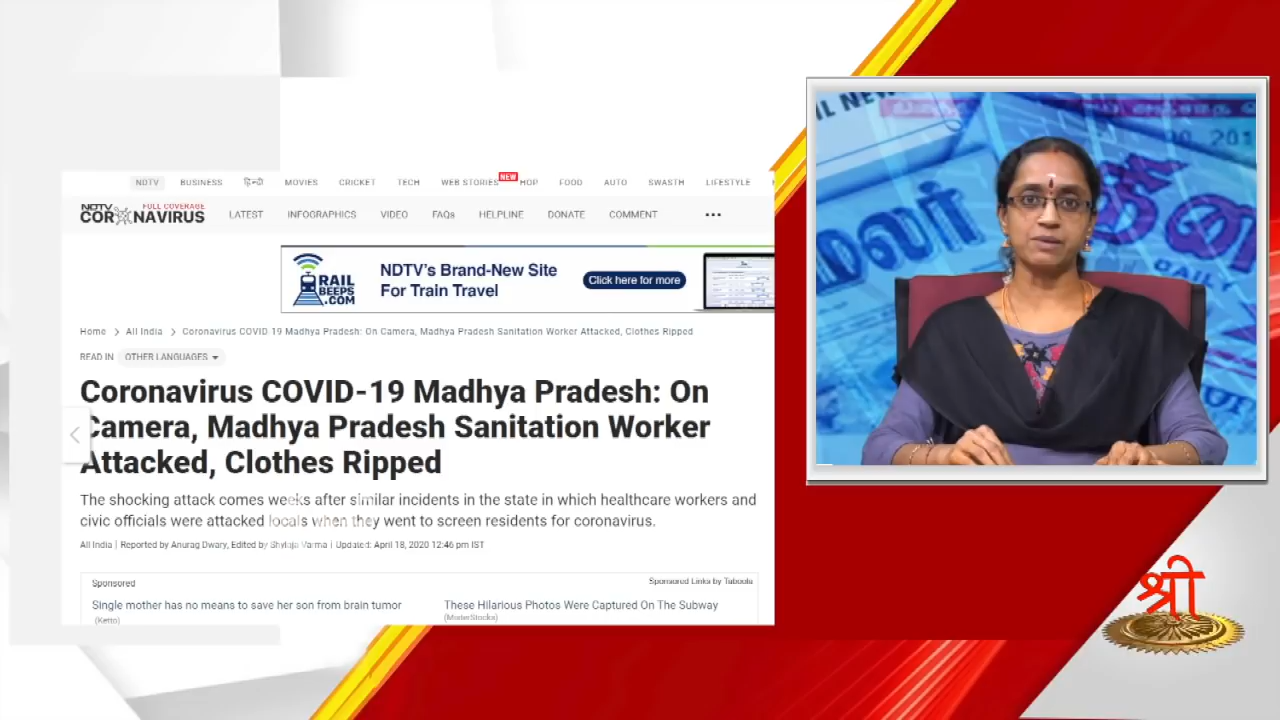 NDTV BUSINESS हिन्दी MOVIES CRICKET TECH WEB STORIES NEW HOP FOOD AUTO SWASTH LIFESTYLE
NDTV FULL COVERAGE
CORONAVIRUS LATEST INFOGRAPHICS VIDEO FAQs HELPLINE DONATE COMMENT •••
RAIL
BEEPS
.COM
NDTV's Brand-New Site
For Train Travel
Click here for more
Home > All India > Coronavirus COVID-19 Madhya Pradesh: On Camera, Madhya Pradesh Sanitation Worker Attacked, Clothes Ripped
READ IN OTHER LANGUAGES
Coronavirus COVID-19 Madhya Pradesh: On
Camera, Madhya Pradesh Sanitation Worker
Attacked, Clothes Ripped
The shocking attack comes weeks after similar incidents in the state in which healthcare workers and
civic officials were attacked locals when they went to screen residents for coronavirus.
All India | Reported by Anurag Dwary, Edited by Shylaja Varma | Updated: April 18, 2020 12:46 pm IST
Sponsored
Sponsored Links by Taboola
Single mother has no means to save her son from brain tumor
(Ketto)
These Hilarious Photos Were Captured On The Subway
(MisterStocks)
மலர்
தின
श्री